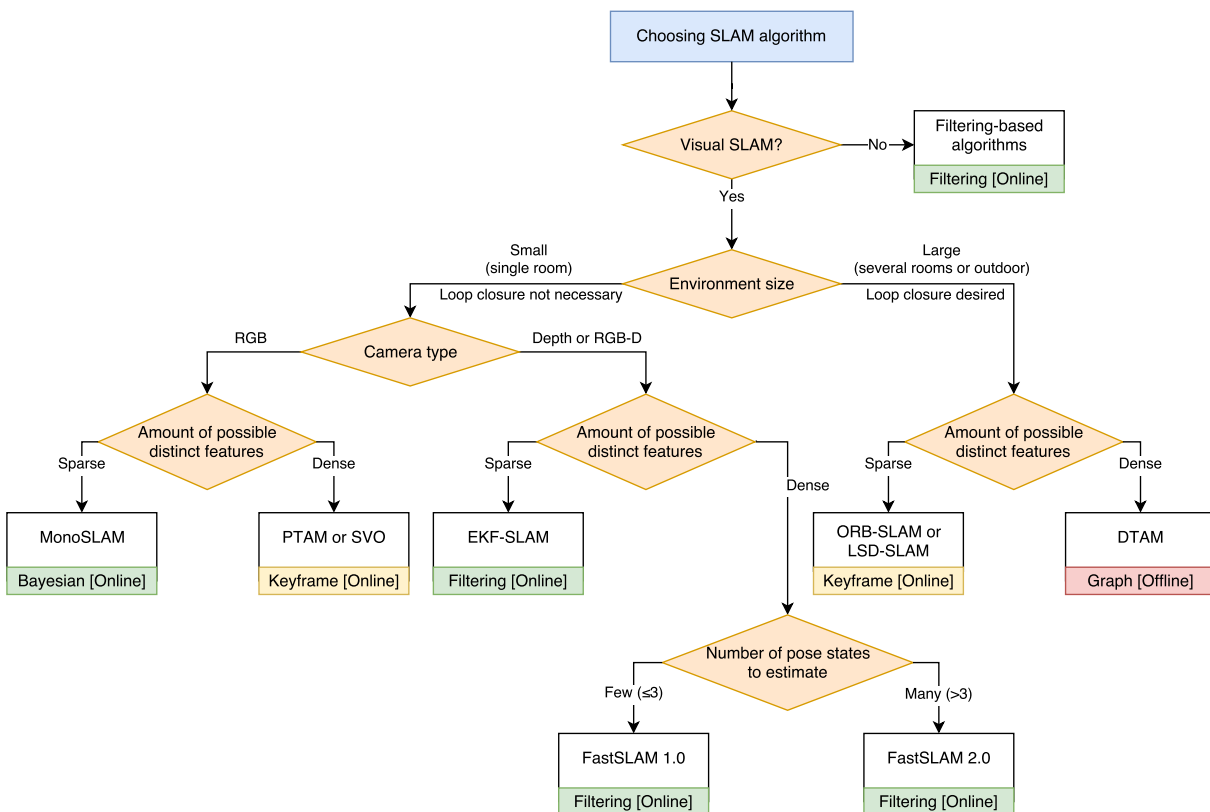 Choosing SLAM algorithm
Visual SLAM?
No
Filtering-based
algorithms
Filtering [Online]
Yes
Small
(single room)
Loop closure not necessary
Environment size
Large
(several rooms or outdoor)
Loop closure desired
RGB
Camera type
Depth or RGB-D
Amount of possible
distinct features
Sparse
Dense
Amount of possible
distinct features
Sparse
Dense
Amount of possible
distinct features
Sparse
Dense
MonoSLAM
Bayesian [Online]
PTAM or SVO
Keyframe [Online]
EKF-SLAM
Filtering [Online]
ORB-SLAM or
LSD-SLAM
Keyframe [Online]
DTAM
Graph [Offline]
Number of pose states
to estimate
Few (≤3)
Many (>3)
FastSLAM 1.0
Filtering [Online]
FastSLAM 2.0
Filtering [Online]